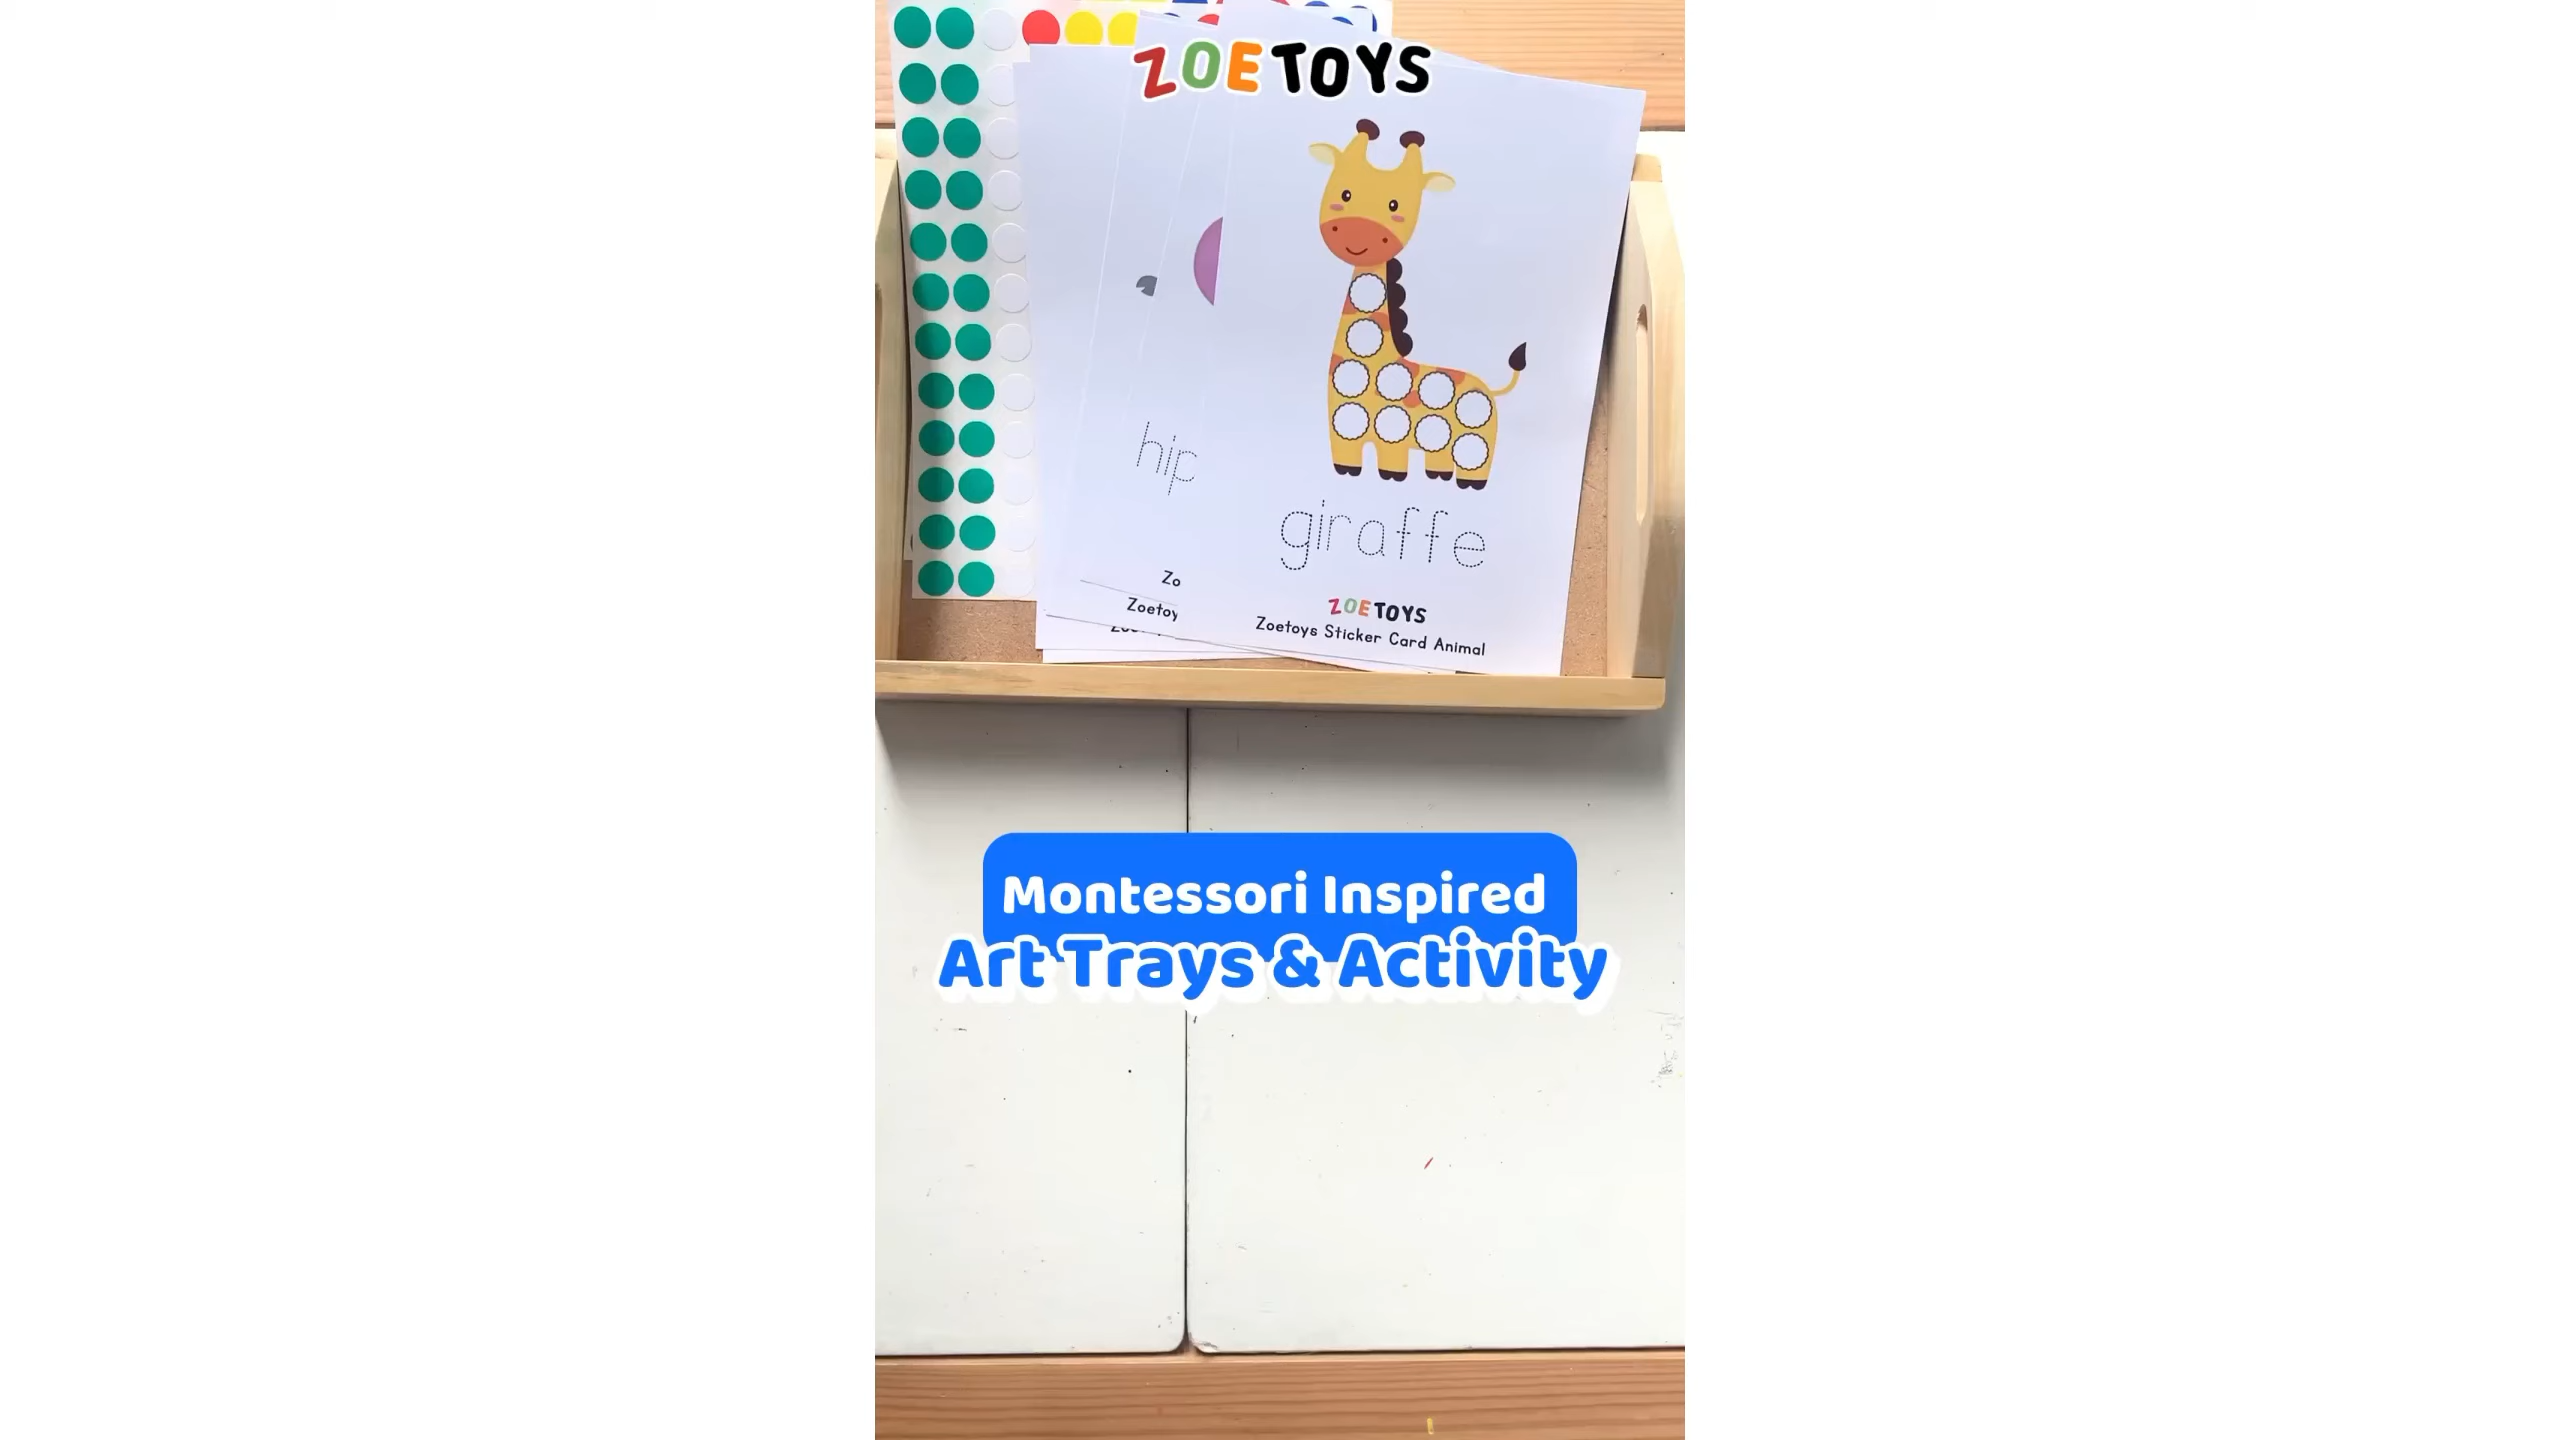 ZOETOYS
hip
giraffe
Zo
Zoetoy
ZOETOYS
Zoetoys Sticker Card Animal
Montessori Inspired
Art Trays & Activity